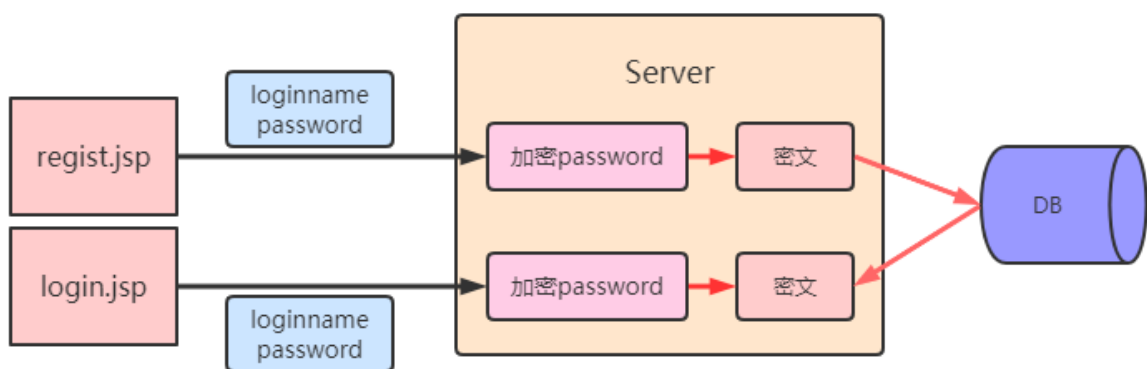 Server
loginname
password
regist.jsp
加密password
密文
DB
login.jsp
加密password
密文
loginname
password